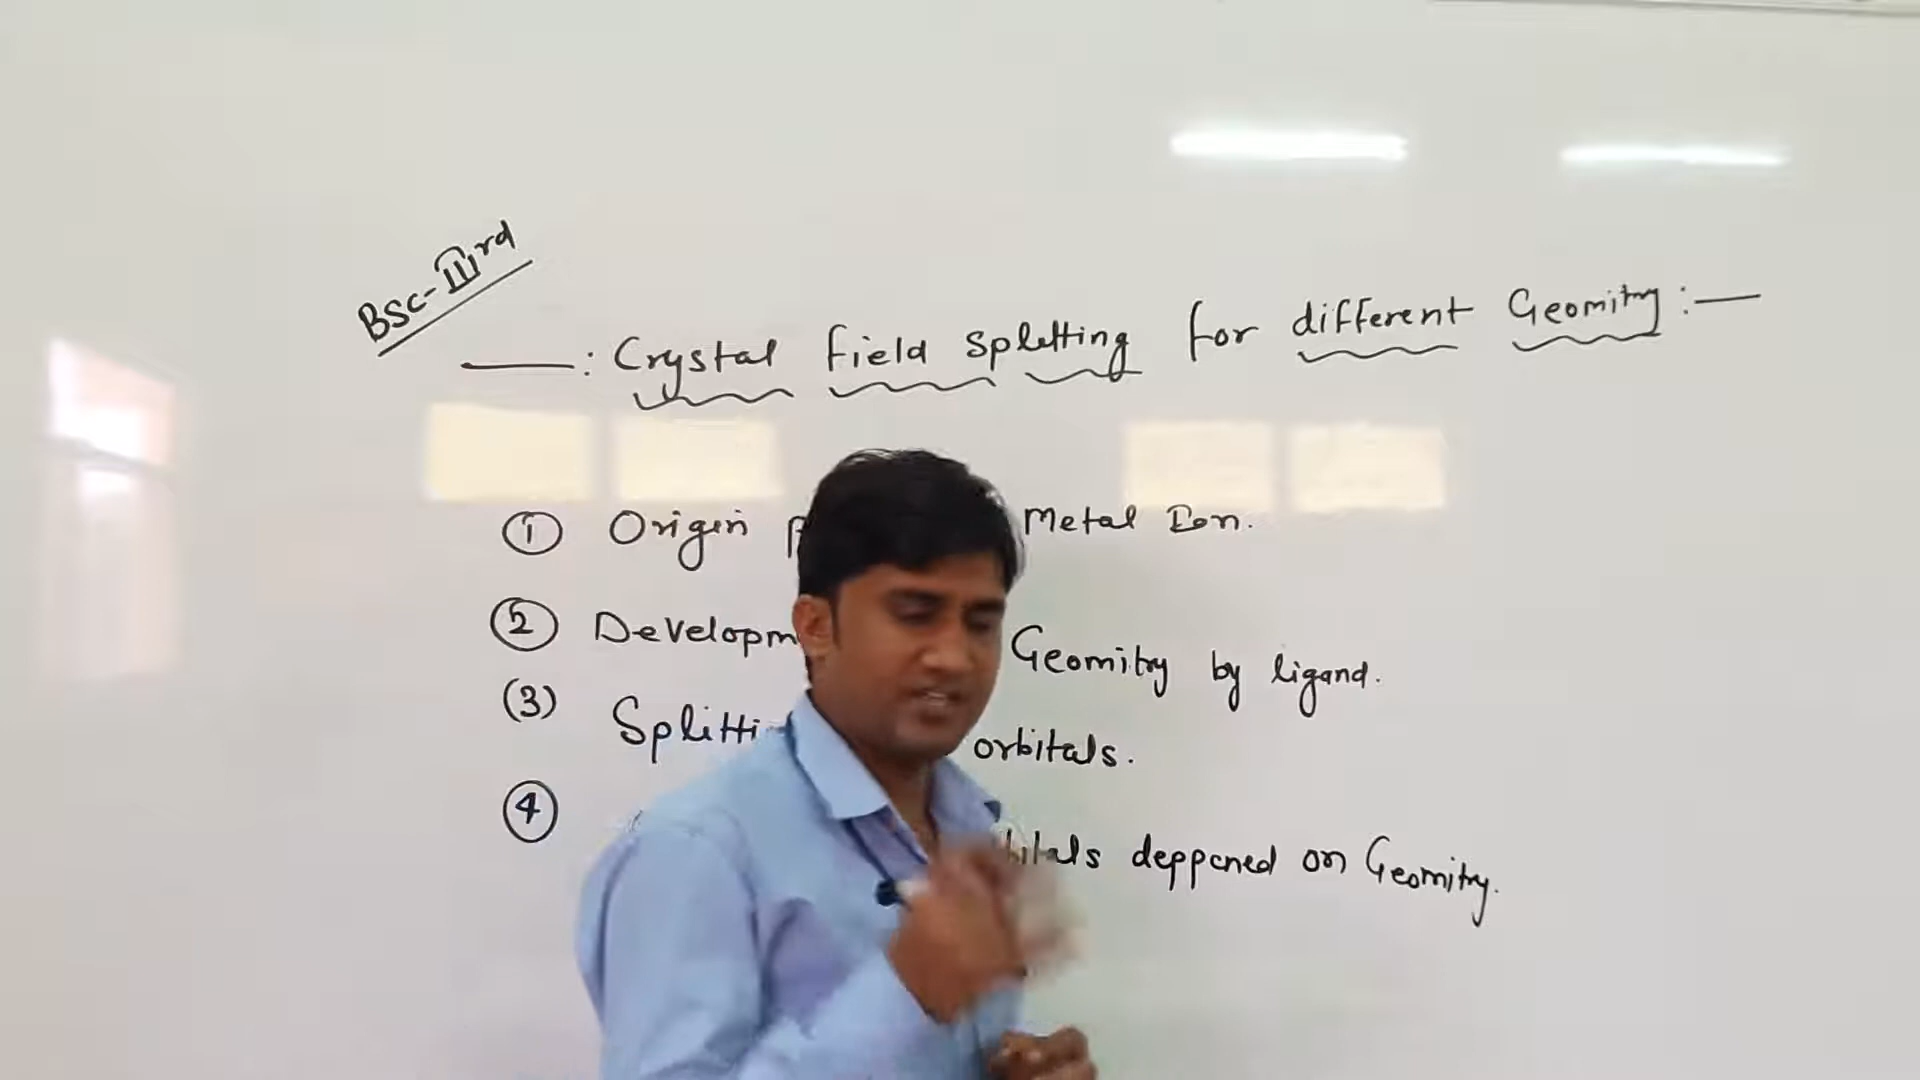 BSC-IIIrd
: Crystal field splitting for different Geomitry :-
① Origin Metal Ion.
② Developm Geomitry by ligand.
(3) Splitti orbitals.
④ bitals deppened on Geomitry.